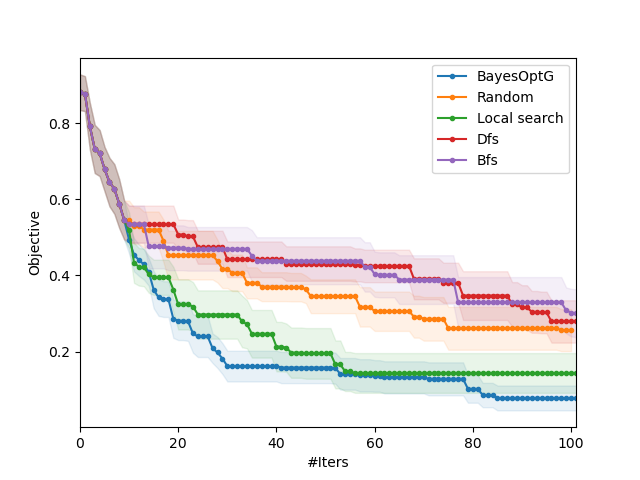 BayesOptG
Random
Local search
Dfs
Bfs
Objective
0.8
0.6
0.4
0.2
0 20 40 60 80 100
#Iters